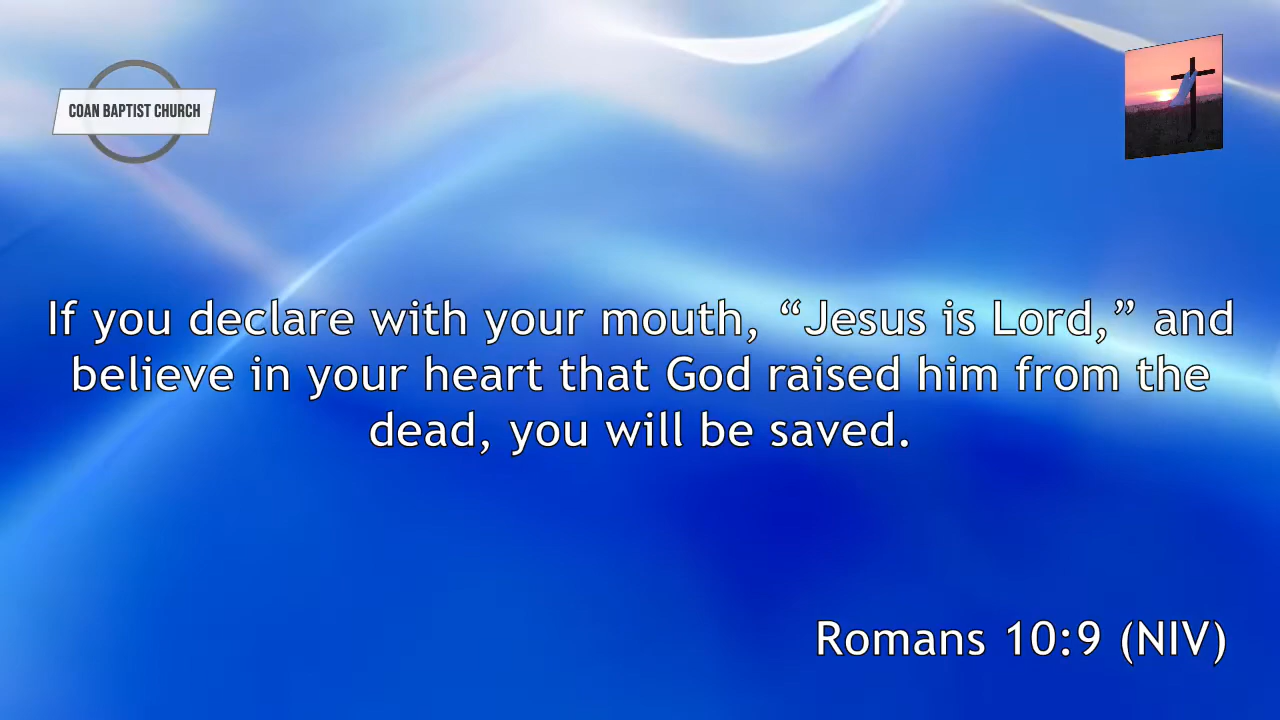 COAN BAPTIST CHURCH
If you declare with your mouth, “Jesus is Lord,” and
believe in your heart that God raised him from the
dead, you will be saved.
Romans 10:9 (NIV)